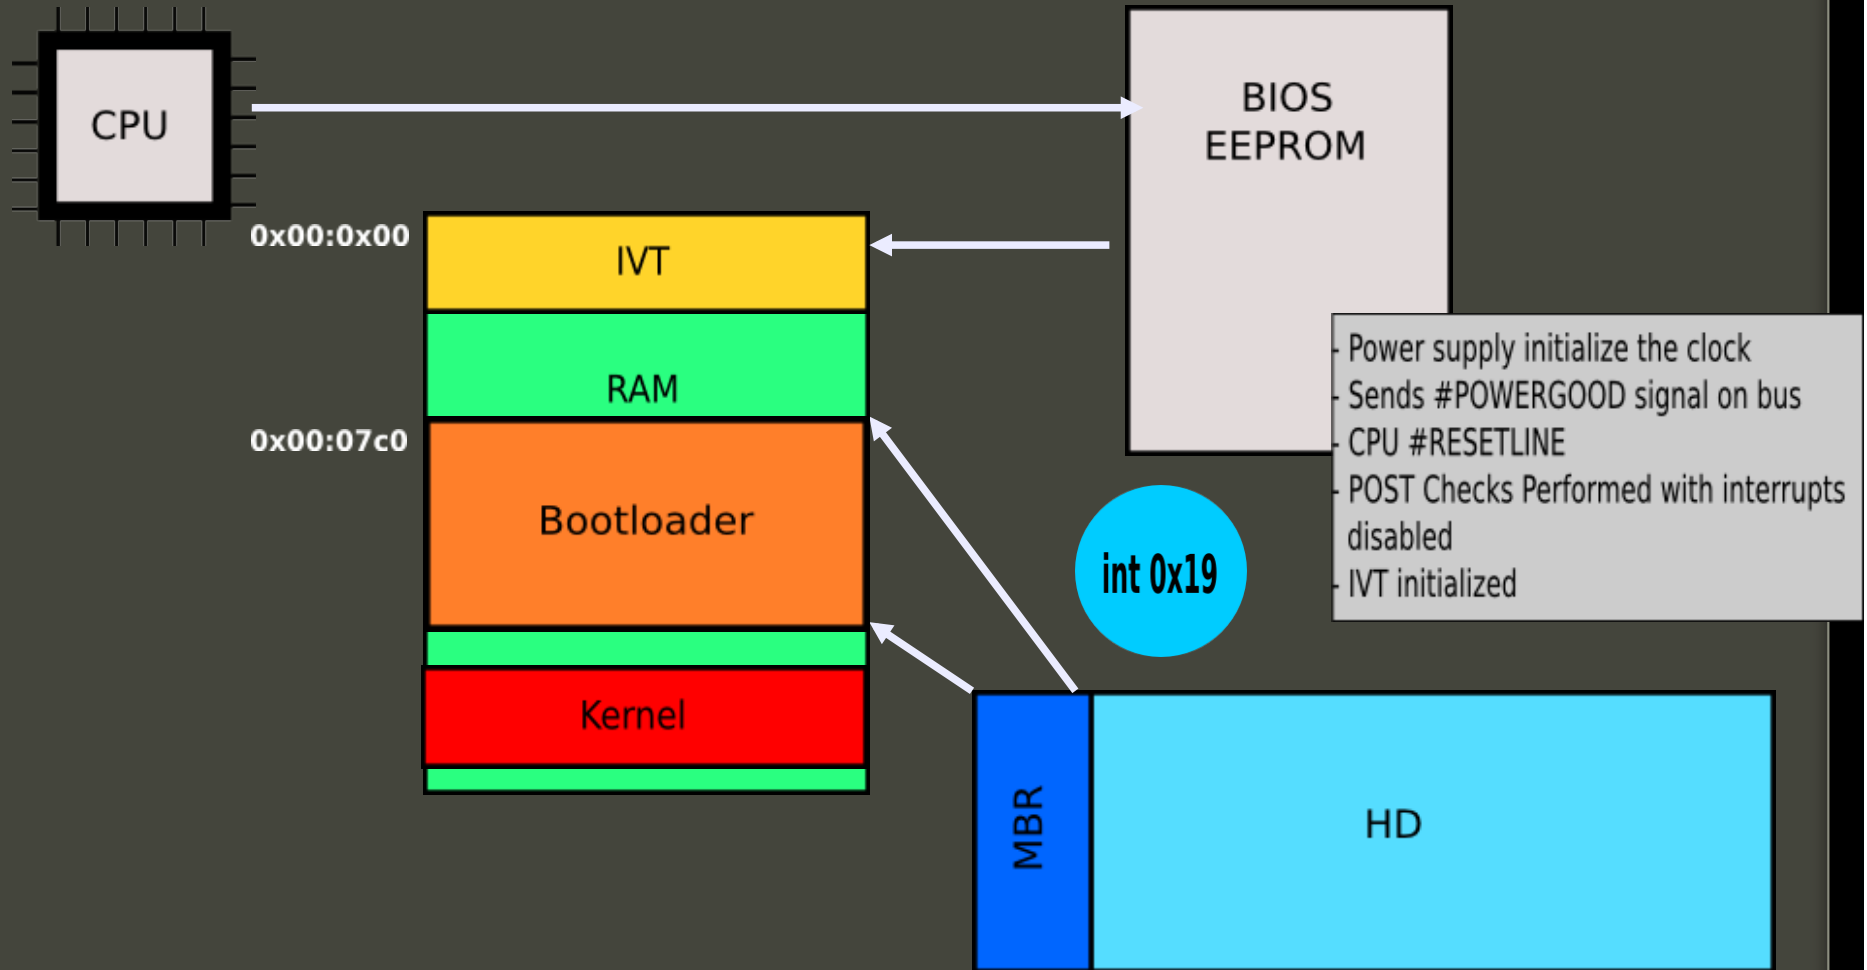 CPU
BIOS
EEPROM
0x00:0x00
IVT
RAM
0x00:07c0
Bootloader
Kernel
- Power supply initialize the clock
- Sends #POWERGOOD signal on bus
- CPU #RESETLINE
- POST Checks Performed with interrupts
disabled
- IVT initialized
int 0x19
MBR
HD